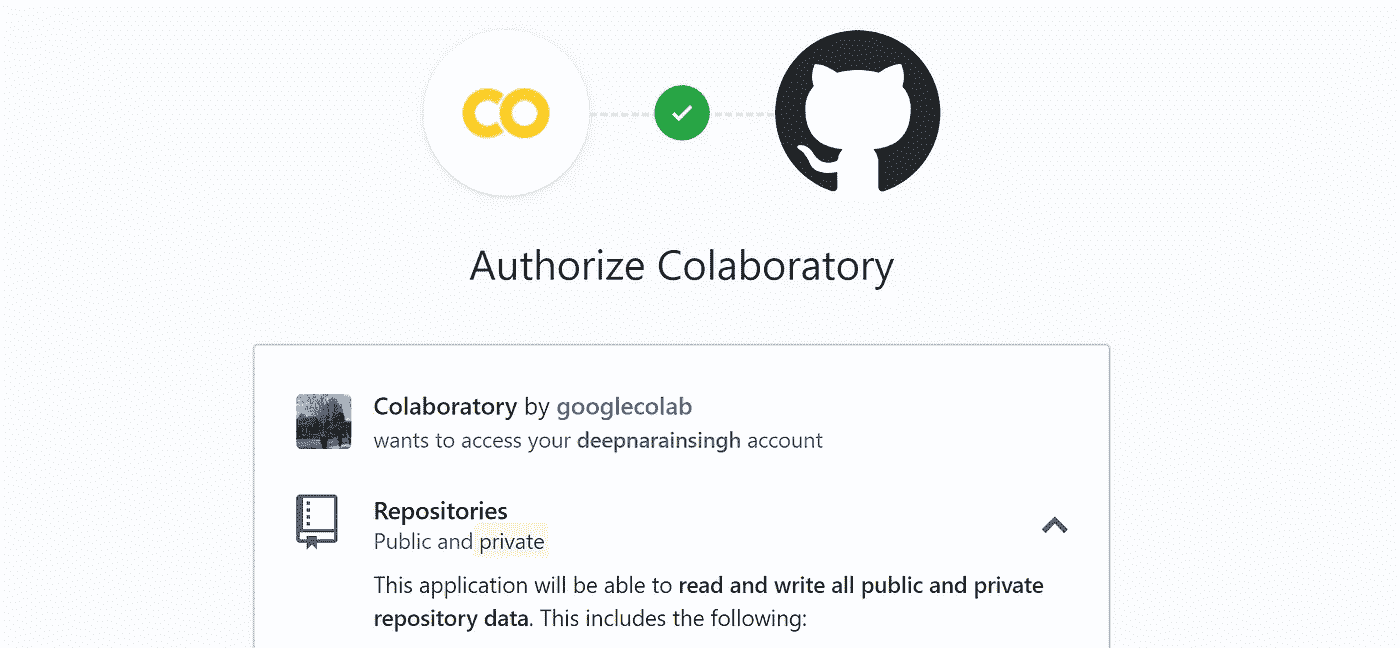 CO
Authorize Colaboratory
Colaboratory by googlecolab
wants to access your deepnarainsingh account
Repositories
Public and private
This application will be able to read and write all public and private
repository data. This includes the following: